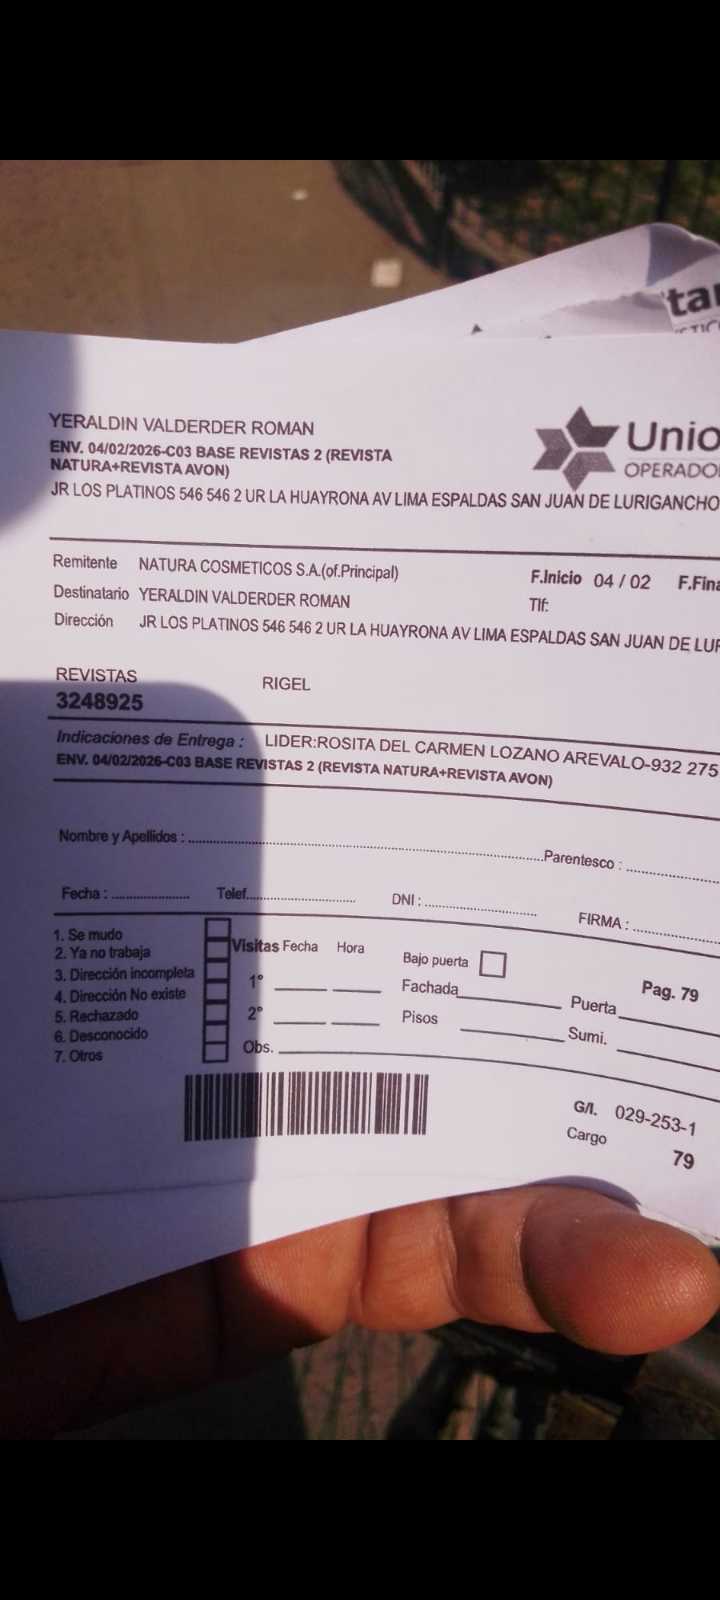 YERALDIN VALDERDER ROMAN
ENV. 04/02/2026-C03 BASE REVISTAS 2 (REVISTA
NATURA+REVISTA AVON)
JR LOS PLATINOS 546 546 2 UR LA HUAYRONA AV LIMA ESPALDAS SAN JUAN DE LURIGANCHO
Unio
OPERADO
Remitente NATURA COSMETICOS S.A.(of.Principal)
F.Inicio 04 / 02 F.Fina
Destinatario YERALDIN VALDERDER ROMAN
Tlf:
Dirección JR LOS PLATINOS 546 546 2 UR LA HUAYRONA AV LIMA ESPALDAS SAN JUAN DE LUR
REVISTAS RIGEL
3248925
Indicaciones de Entrega : LIDER:ROSITA DEL CARMEN LOZANO AREVALO-932 275
ENV. 04/02/2026-C03 BASE REVISTAS 2 (REVISTA NATURA+REVISTA AVON)
Nombre y Apellidos : Parentesco :
Fecha : Telef. DNI : FIRMA :
1. Se mudo
2. Ya no trabaja
3. Dirección incompleta
4. Dirección No existe
5. Rechazado
6. Desconocido
7. Otros
Visitas Fecha Hora
1°
2°
Obs.
Bajo puerta
Fachada
Puerta
Pisos
Sumi.
Pag. 79
G/I. 029-253-1
Cargo
79